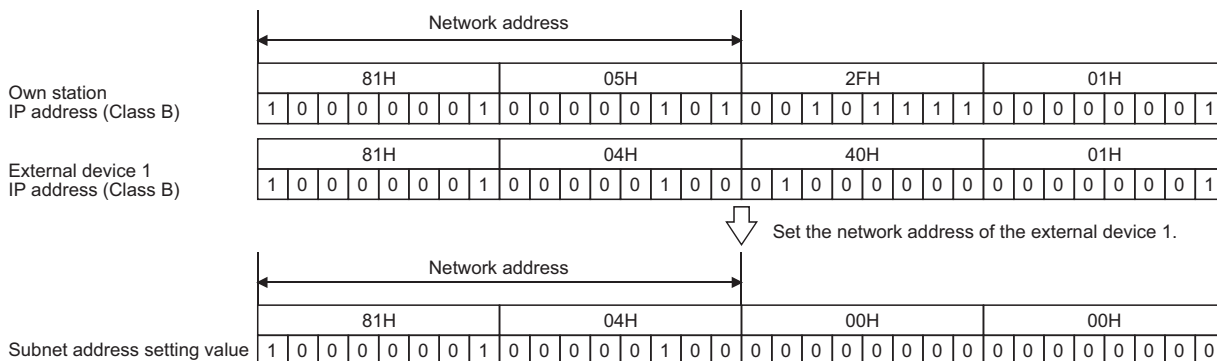 Network address
81H 05H 2FH 01H
Own station
IP address (Class B)
1 0 0 0 0 0 0 1 0 0 0 0 0 1 0 1 0 0 1 0 1 1 1 1 0 0 0 0 0 0 0 1
81H 04H 40H 01H
External device 1
IP address (Class B)
1 0 0 0 0 0 0 1 0 0 0 0 0 1 0 0 0 1 0 0 0 0 0 0 0 0 0 0 0 0 0 1
Set the network address of the external device 1.
Network address
81H 04H 00H 00H
Subnet address setting value 1 0 0 0 0 0 0 1 0 0 0 0 0 1 0 0 0 0 0 0 0 0 0 0 0 0 0 0 0 0 0 0